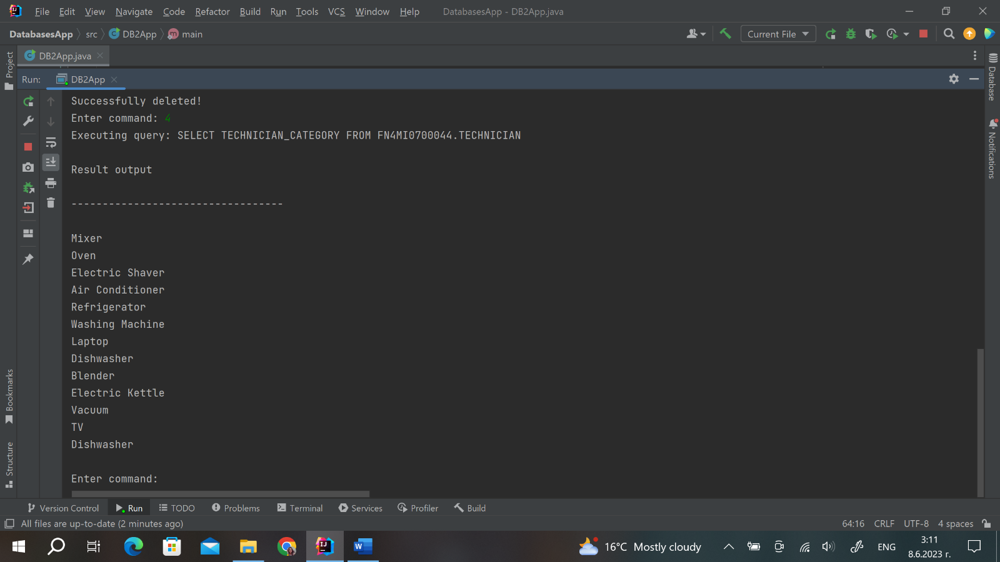 File Edit View Navigate Code Refactor Build Run Tools VCS Window Help DatabasesApp - DB2App.java
DatabasesApp src DB2App main Current File
Project
DB2App.java
Database
Run: DB2App
Notifications
Successfully deleted!
Enter command: 4
Executing query: SELECT TECHNICIAN_CATEGORY FROM FN4MI0700044.TECHNICIAN
Result output
----------------------------------
Mixer
Oven
Electric Shaver
Air Conditioner
Refrigerator
Washing Machine
Laptop
Dishwasher
Blender
Electric Kettle
Vacuum
TV
Dishwasher
Enter command:
Bookmarks
Structure
Version Control Run TODO Problems Terminal Services Profiler Build
All files are up-to-date (2 minutes ago) 64:16 CRLF UTF-8 4 spaces
16°C Mostly cloudy ENG 3:11
8.6.2023 г.